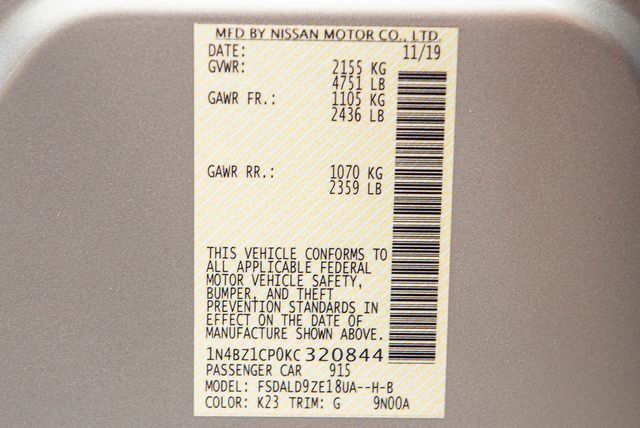 MFD BY NISSAN MOTOR CO., LTD.
DATE: 11/19
GVWR: 2155 KG
4751 LB
GAWR FR.: 1105 KG
2436 LB
GAWR RR.: 1070 KG
2359 LB
THIS VEHICLE CONFORMS TO
ALL APPLICABLE FEDERAL
MOTOR VEHICLE SAFETY,
BUMPER, AND THEFT
PREVENTION STANDARDS IN
EFFECT ON THE DATE OF
MANUFACTURE SHOWN ABOVE.
1N4BZ1CP0KC 320844
PASSENGER CAR 915
MODEL: FSDALD9ZE18UA--H-B
COLOR: K23 TRIM: G 9N00A